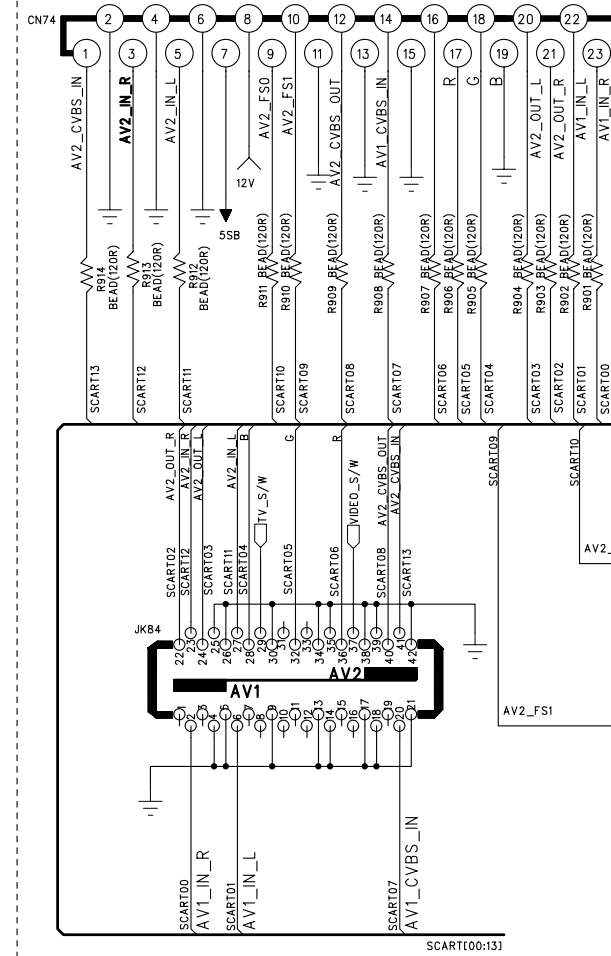 CN74
2 4 6 8 10 12 14 16 18 20 22
1 3 5 7 9 11 13 15 17 19 21 23
AV2_CVBS_IN
AV2_IN_R
AV2_IN_L
AV2_FS0
AV2_FS1
AV2_CVBS_OUT
AV1_CVBS_IN
R
G
B
AV2_OUT_L
AV2_OUT_R
AV1_IN_L
AV1_IN_R
12V
5SB
R914
BEAD(120R)
R913
BEAD(120R)
R912
BEAD(120R)
R911 BEAD(120R)
R910 BEAD(120R)
R909 BEAD(120R)
R908 BEAD(120R)
R907 BEAD(120R)
R906 BEAD(120R)
R905 BEAD(120R)
R904 BEAD(120R)
R903 BEAD(120R)
R902 BEAD(120R)
R901 BEAD(120R)
SCART13
SCART12
SCART11
SCART10
SCART09
SCART08
SCART07
SCART06
SCART05
SCART04
SCART03
SCART02
SCART01
SCART00
AV2_OUT_R
AV2_IN_R
AV2_OUT_L
AV2_IN_L
B
TV_S/W
G
R
VIDEO_S/W
AV2_CVBS_OUT
AV2_CVBS_IN
SCART09
SCART10
SCART02
SCART12
SCART03
SCART11
SCART04
SCART05
SCART06
SCART08
SCART13
AV2_
JK84
22 23 24 25 26 27 28 29 30 31 32 33 34 35 36 37 38 39 40 41 42
AV2
AV1
1 2 3 4 5 6 7 8 9 10 11 12 13 14 15 16 17 18 19 20 21
AV2_FS1
SCART00
AV1_IN_R
SCART01
AV1_IN_L
SCART07
AV1_CVBS_IN
SCART[00:13]